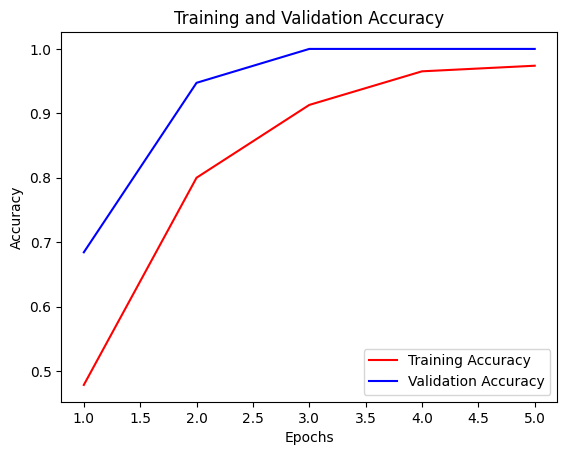 Training and Validation Accuracy
1.0
0.9
0.8
0.7
0.6
0.5
Accuracy
Training Accuracy
Validation Accuracy
1.0 1.5 2.0 2.5 3.0 3.5 4.0 4.5 5.0
Epochs